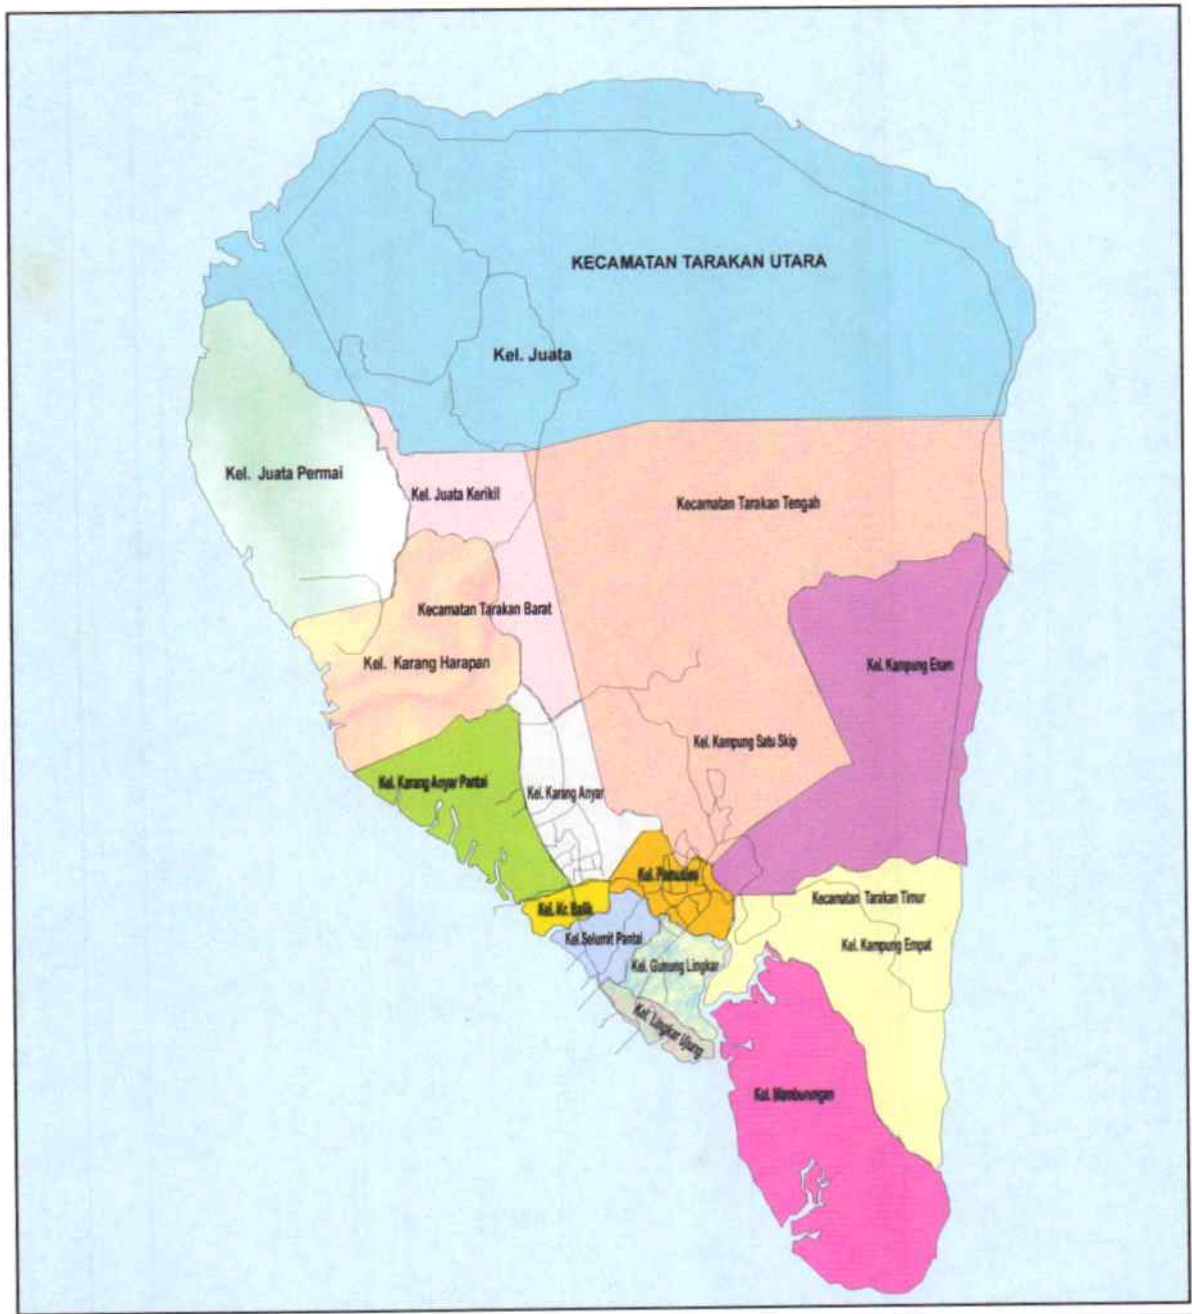 KECAMATAN TARAKAN UTARA
Kel. Juata
Kel. Juata Permai
Kel. Juata Kerikil
Kecamatan Tarakan Tengah
Kecamatan Tarakan Barat
Kel. Karang Harapan
Kel. Kampung Enam
Kel. Kampung Satu Skip
Kel. Karang Anyar Pantai
Kel. Karang Anyar
Kel. Pamusian
Kecamatan Tarakan Timur
Kel. Kr. Balik
Kel. Selumit Pantai
Kel. Kampung Empat
Kel. Gunung Lingkar
Kel. Lingkar Ujung
Kel. Mamburungan